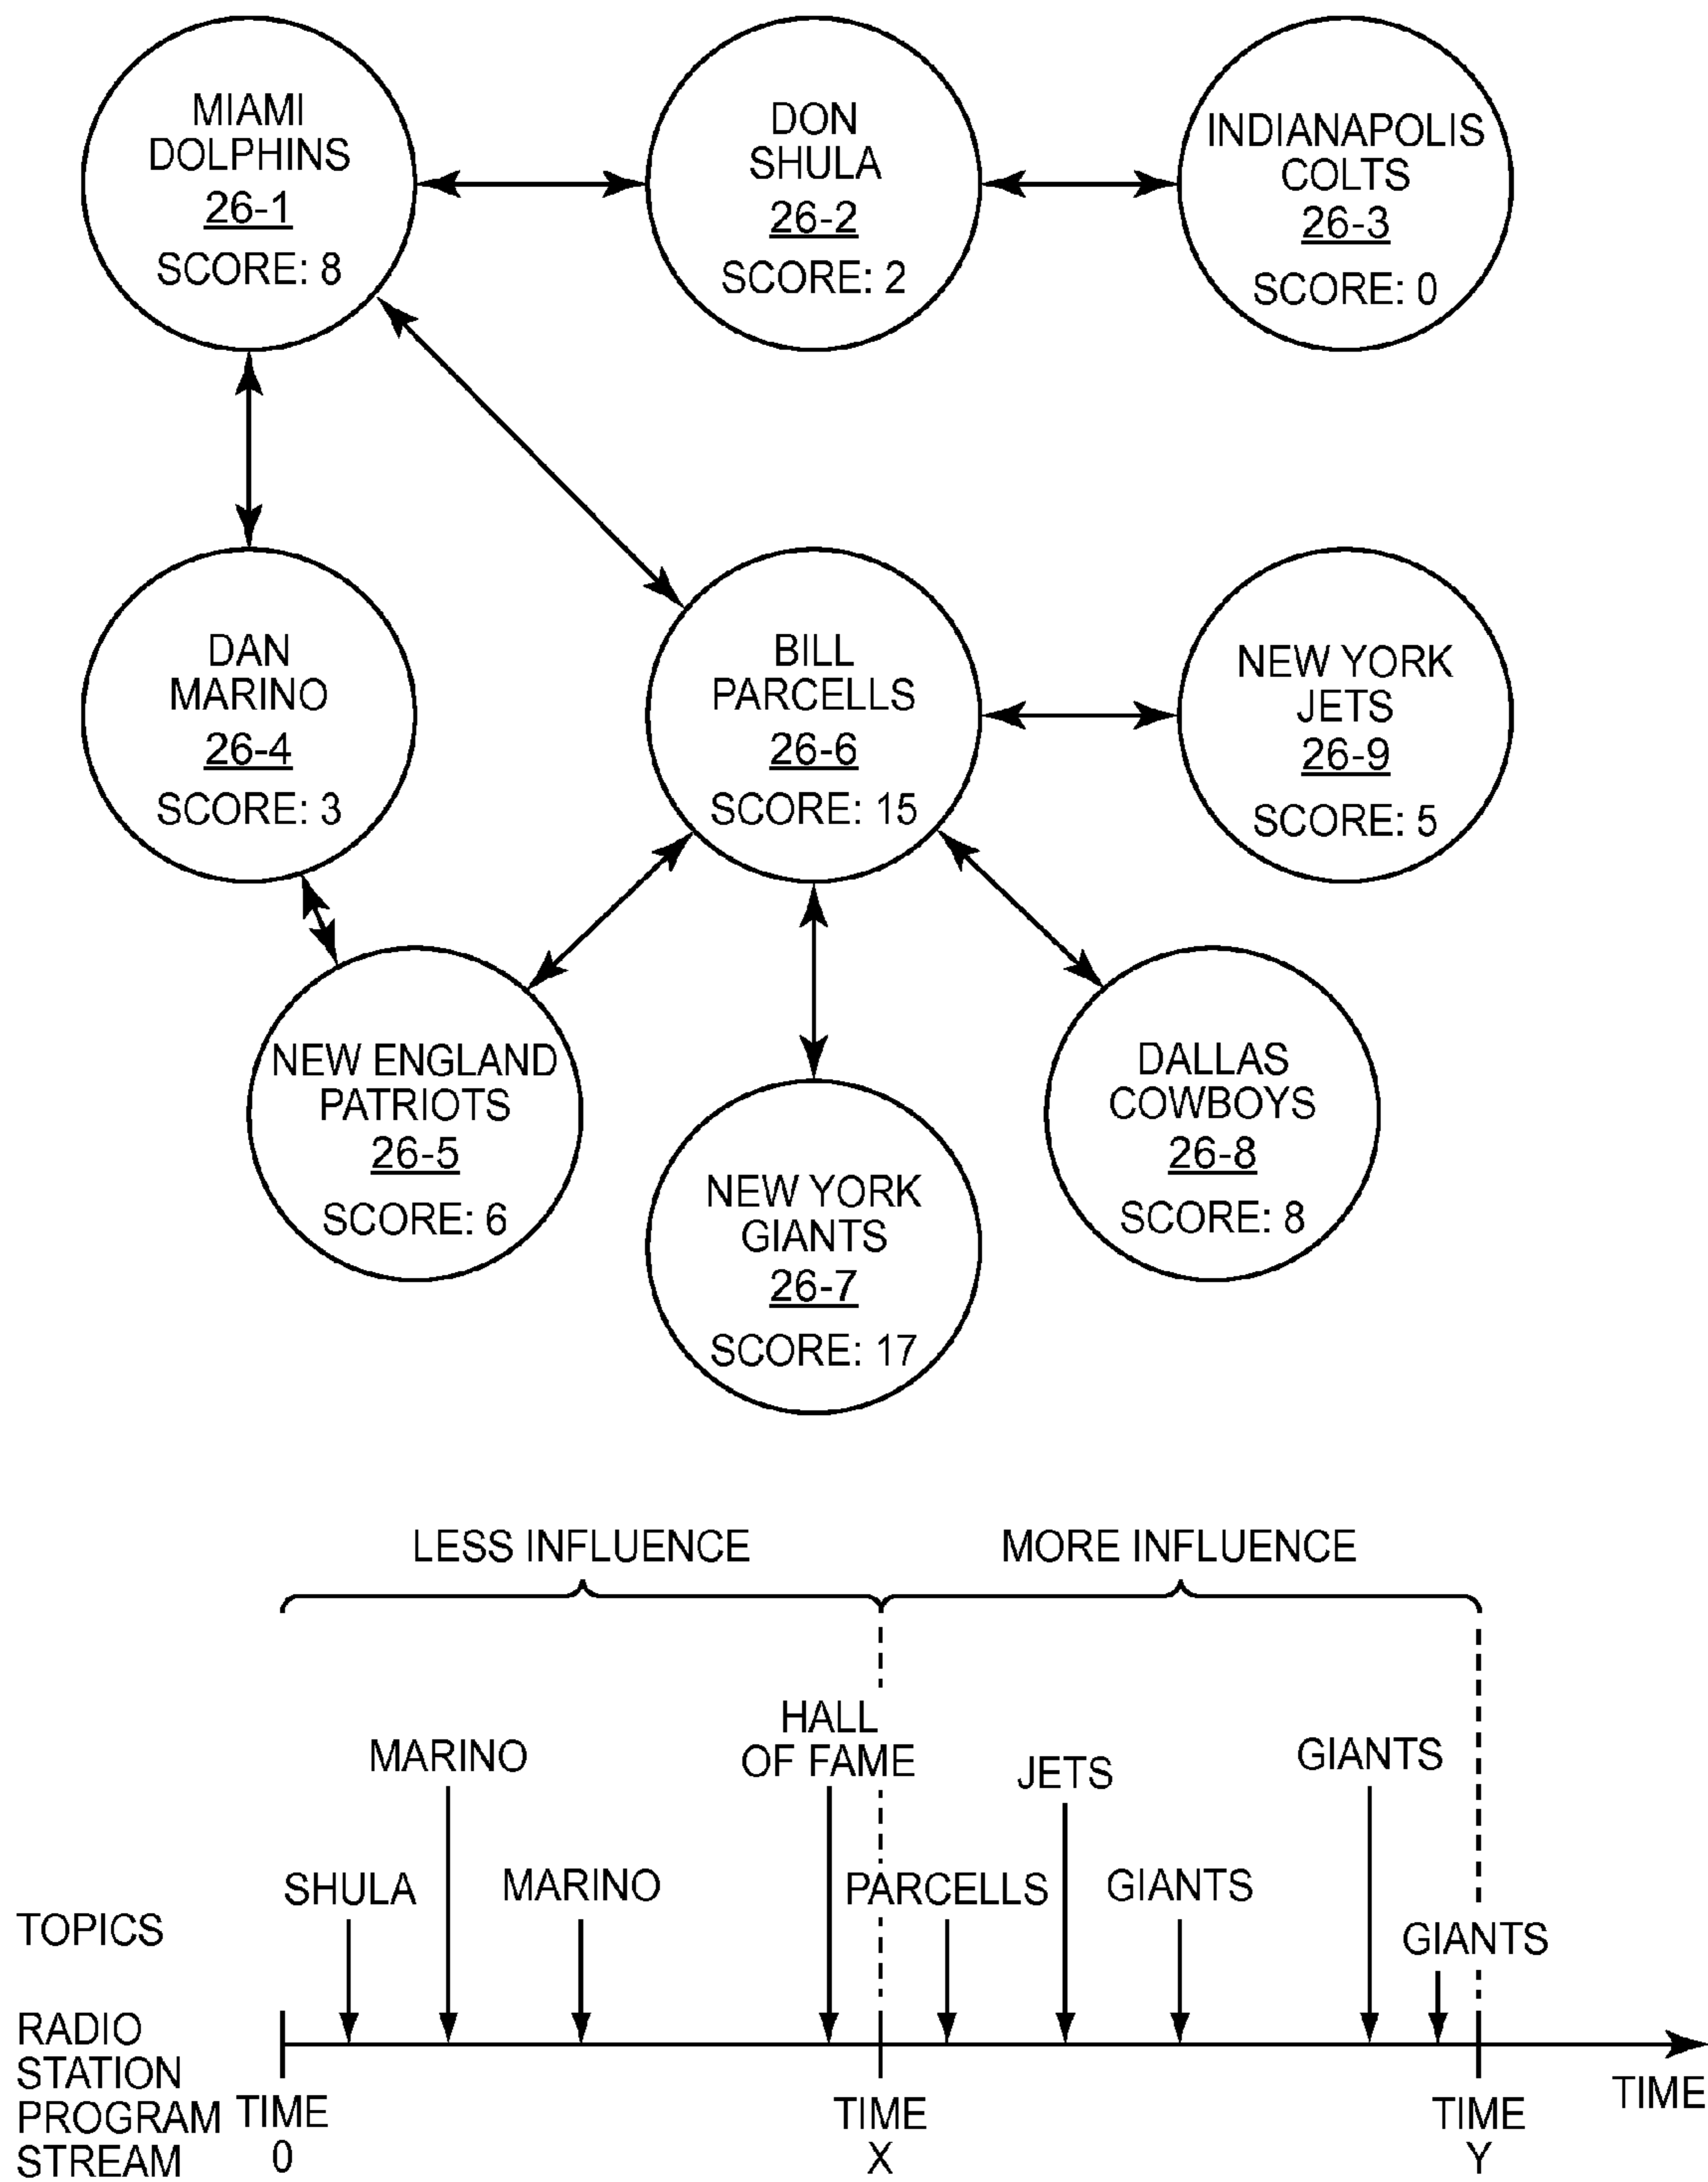 MIAMI
DOLPHINS
26-1
SCORE: 8
DON
SHULA
26-2
SCORE: 2
INDIANAPOLIS
COLTS
26-3
SCORE: 0
DAN
MARINO
26-4
SCORE: 3
BILL
PARCELLS
26-6
SCORE: 15
NEW YORK
JETS
26-9
SCORE: 5
NEW ENGLAND
PATRIOTS
26-5
SCORE: 6
NEW YORK
GIANTS
26-7
SCORE: 17
DALLAS
COWBOYS
26-8
SCORE: 8
LESS INFLUENCE
MORE INFLUENCE
HALL
OF FAME
MARINO
JETS
GIANTS
SHULA
MARINO
PARCELLS
GIANTS
GIANTS
TOPICS
RADIO
STATION
PROGRAM
STREAM
TIME
0
TIME
X
TIME
Y
TIME